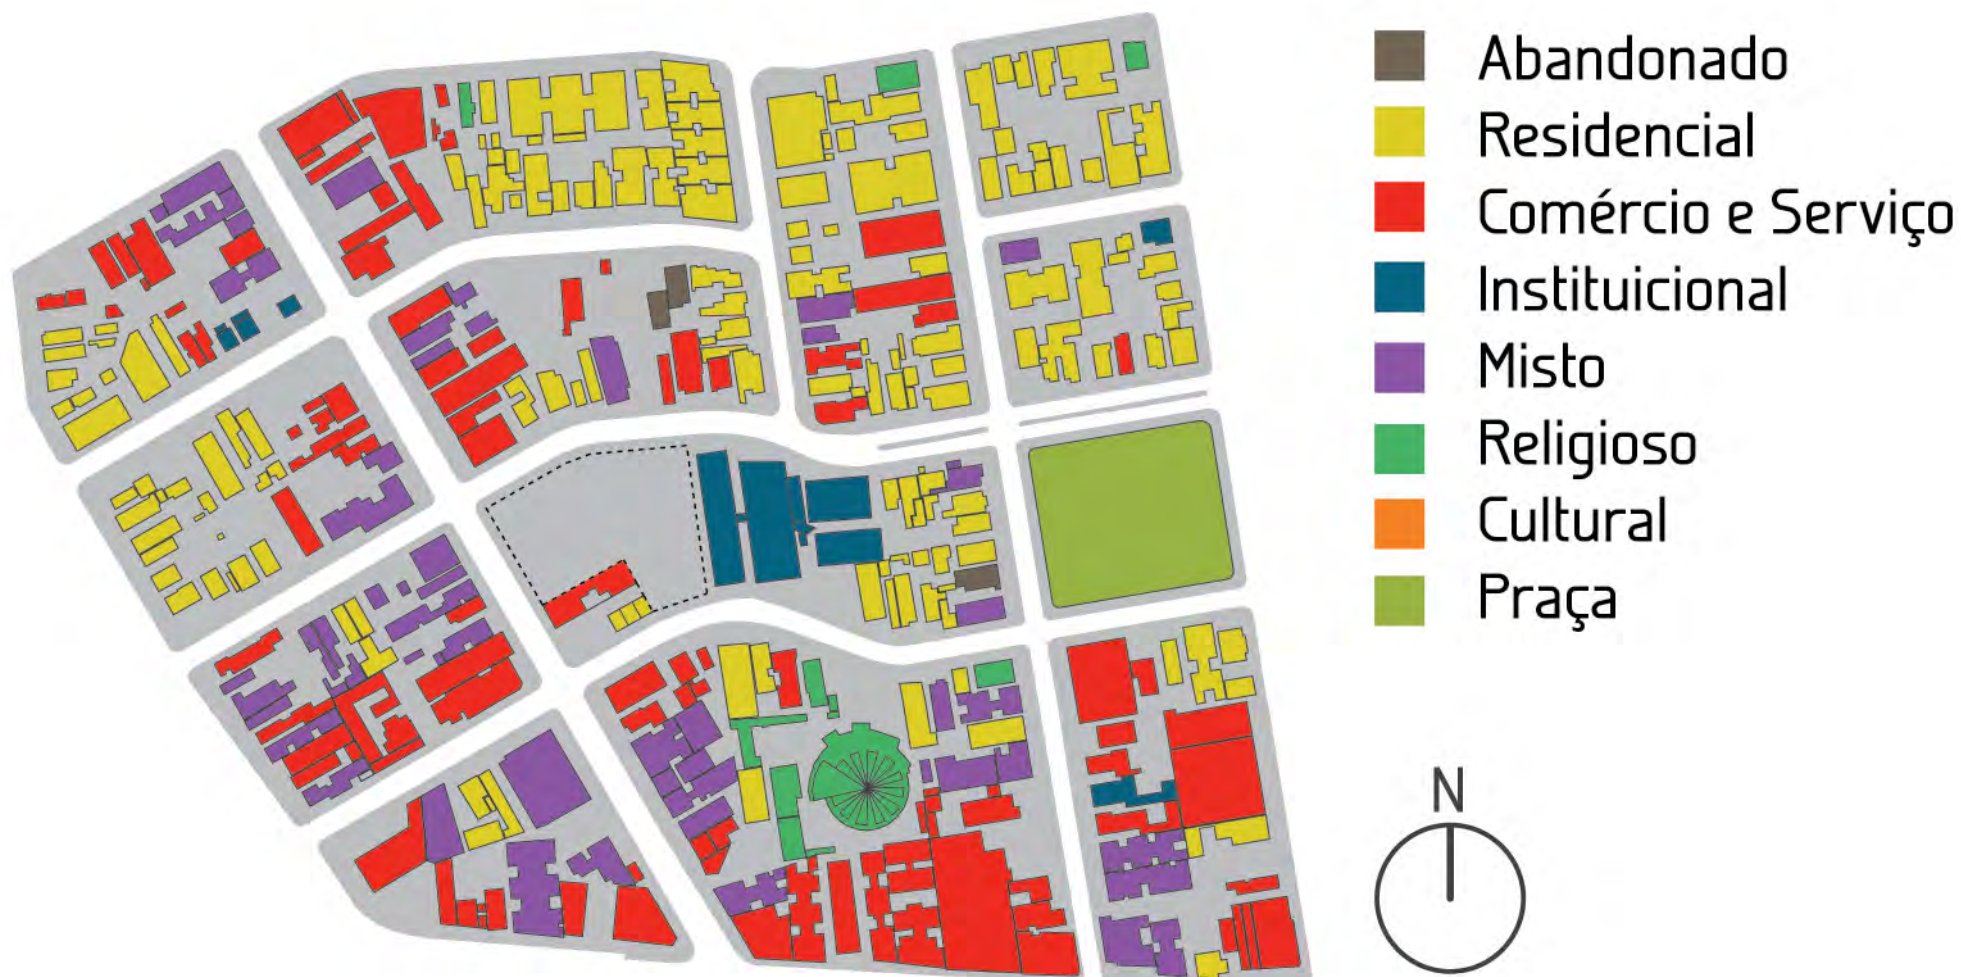 Abandonado
Residencial
Comércio e Serviço
Instituicional
Misto
Religioso
Cultural
Praça
N